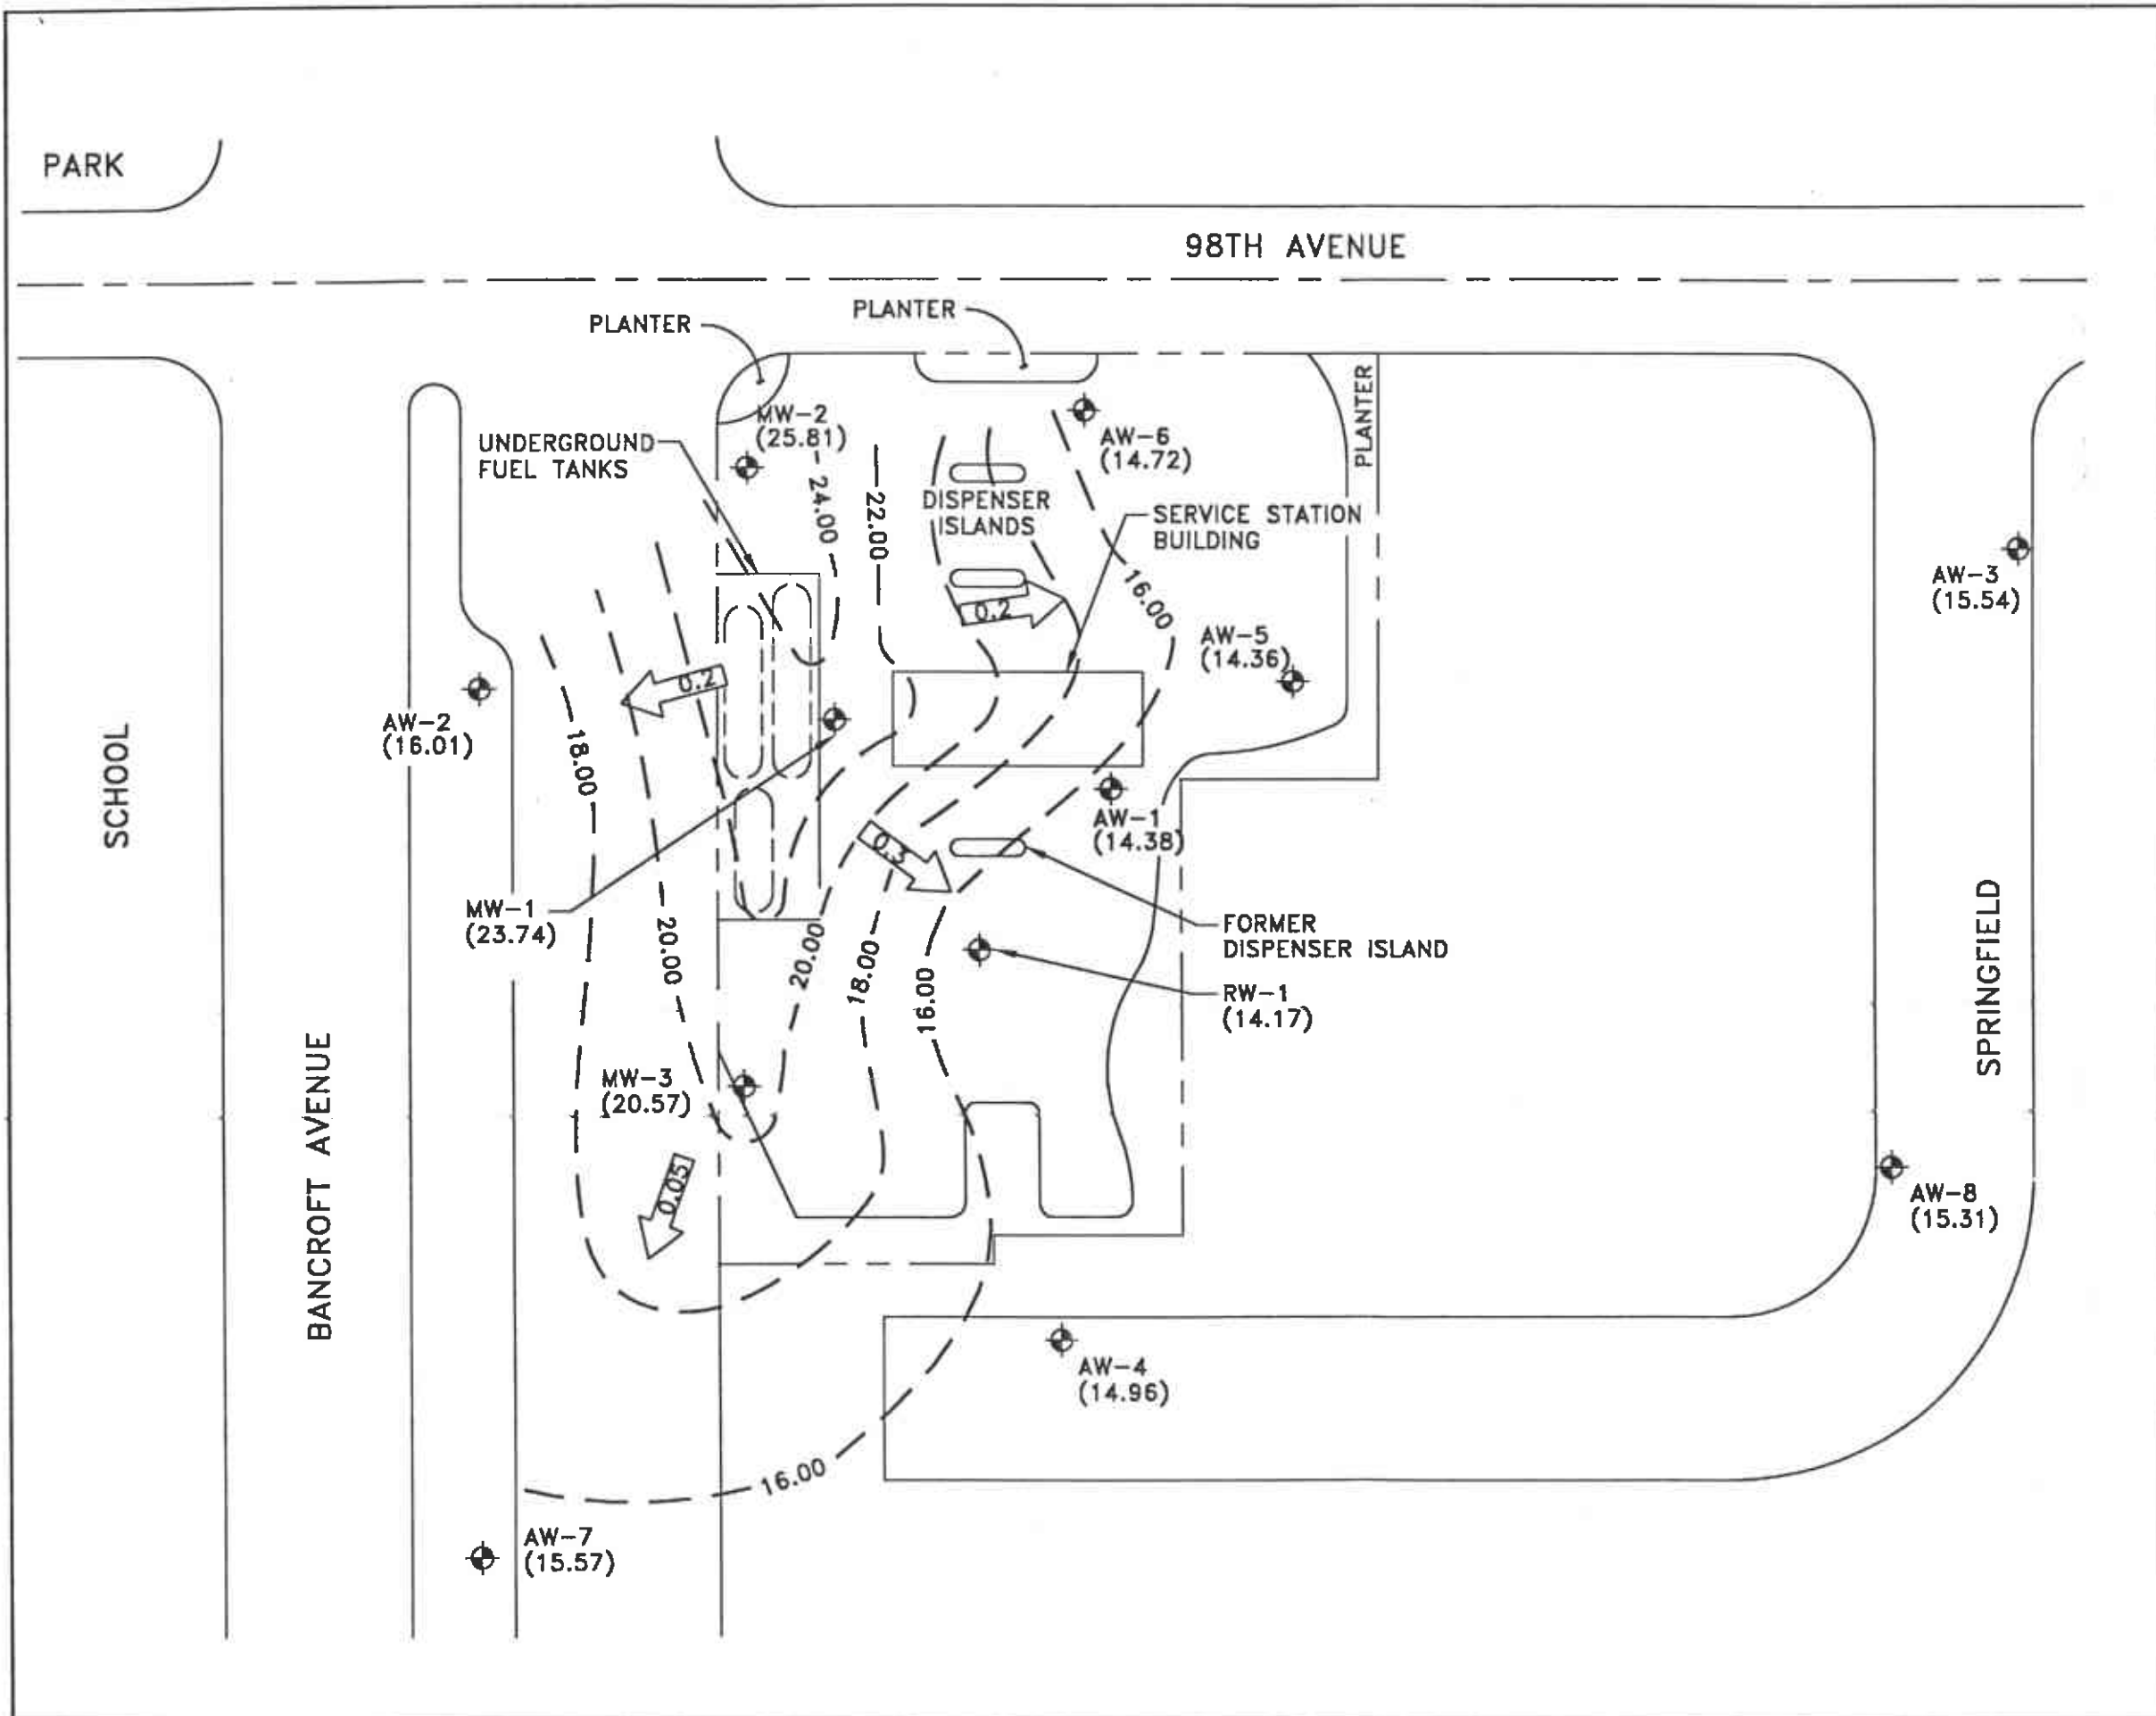 PARK
98TH AVENUE
PLANTER
PLANTER
PLANTER
MW-2
(25.81)
AW-6
(14.72)
UNDERGROUND
FUEL TANKS
24.00
22.00
DISPENSER
ISLANDS
SERVICE STATION
BUILDING
16.00
AW-3
(15.54)
0.2
AW-5
(14.36)
0.2
AW-2
(16.01)
18.00
SCHOOL
AW-1
(14.38)
0.3
MW-1
(23.74)
20.00
20.00
18.00
16.00
FORMER
DISPENSER ISLAND
RW-1
(14.17)
SPRINGFIELD
BANCROFT AVENUE
MW-3
(20.57)
0.05
AW-8
(15.31)
AW-4
(14.96)
16.00
AW-7
(15.57)